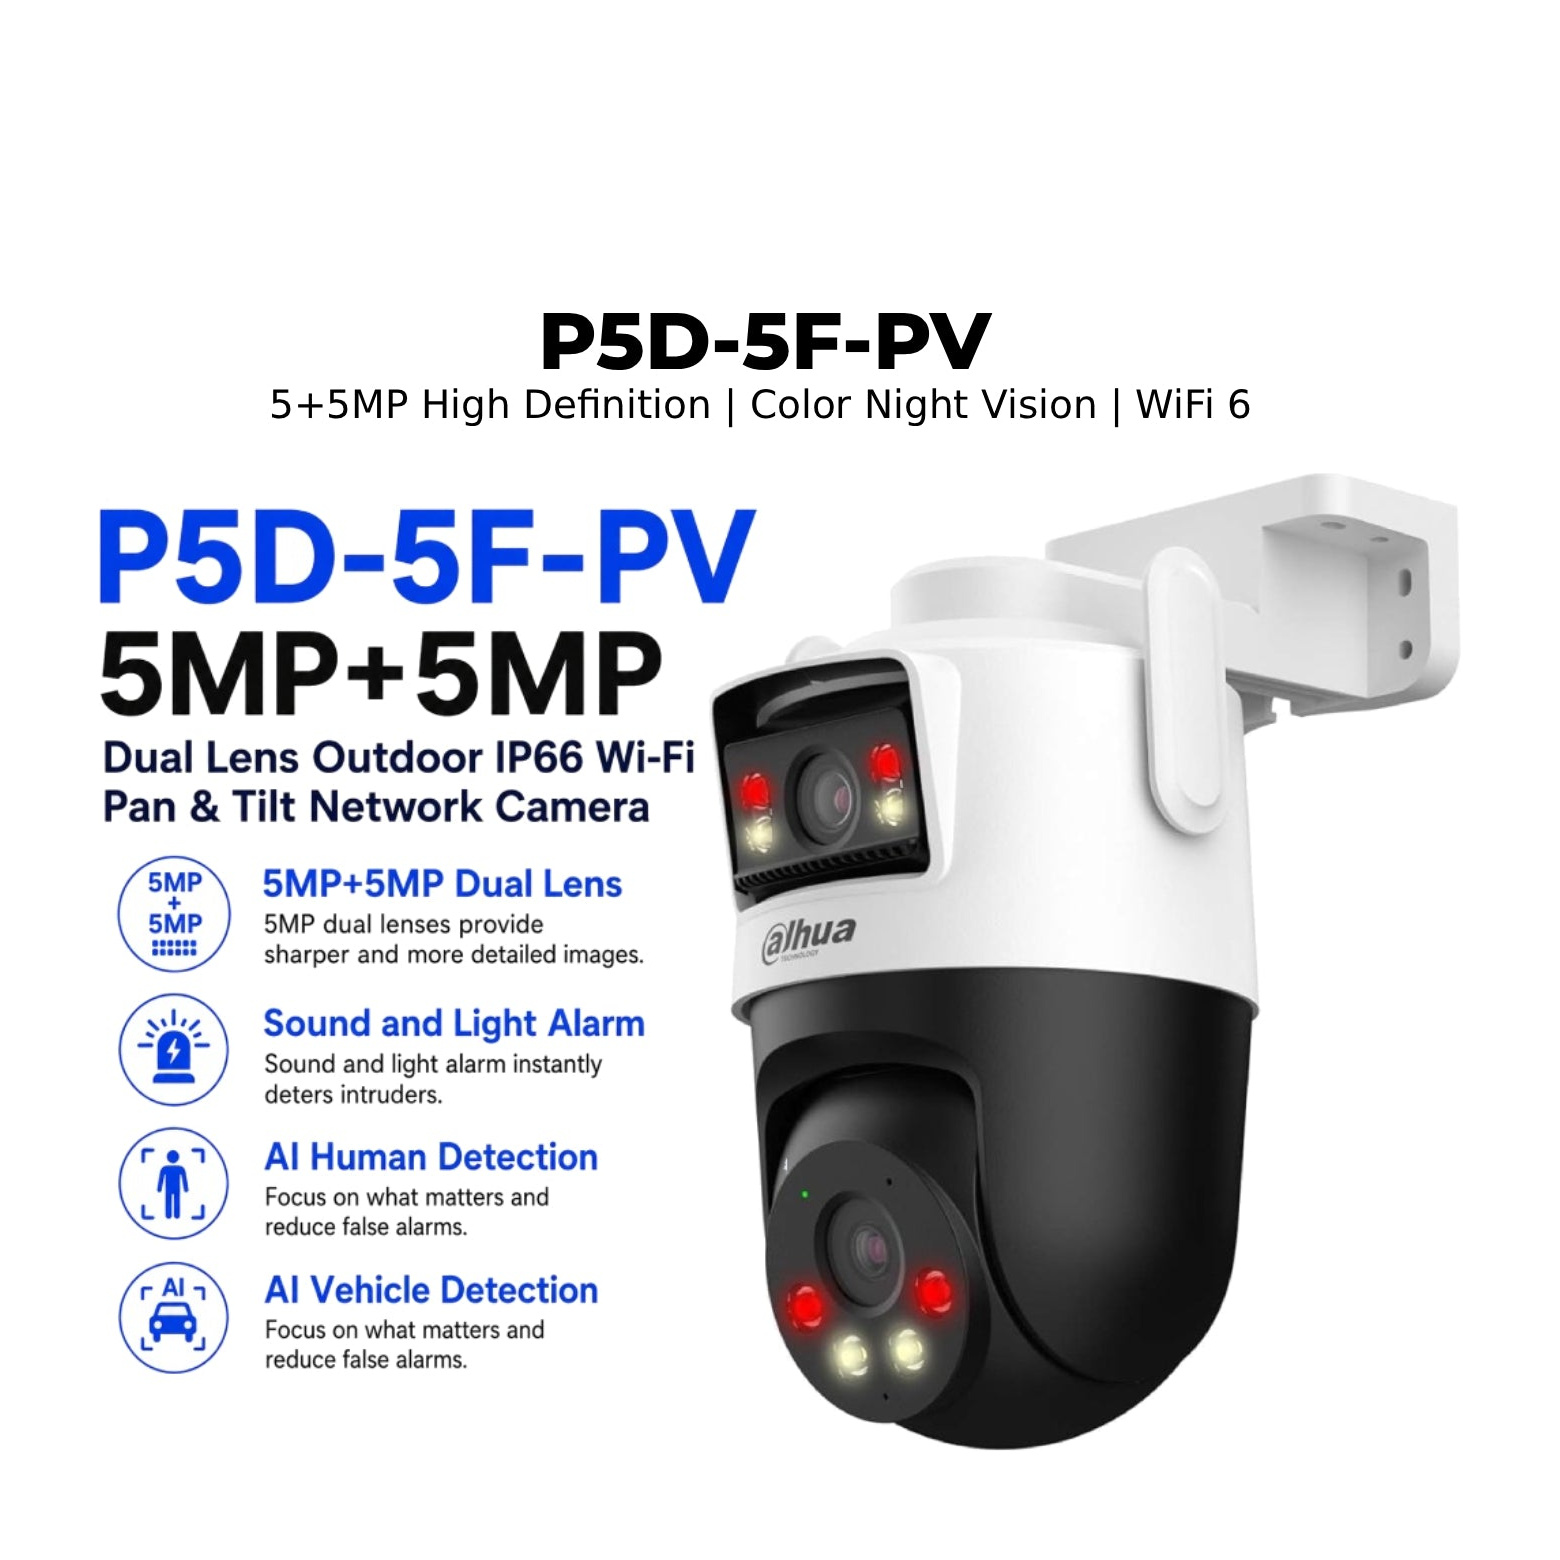 P5D-5F-PV
5+5MP High Definition | Color Night Vision | WiFi 6
P5D-5F-PV
5MP+5MP
Dual Lens Outdoor IP66 Wi-Fi
Pan & Tilt Network Camera
5MP
+
5MP
5MP+5MP Dual Lens
5MP dual lenses provide
sharper and more detailed images.
Sound and Light Alarm
Sound and light alarm instantly
deters intruders.
AI Human Detection
Focus on what matters and
reduce false alarms.
AI
AI Vehicle Detection
Focus on what matters and
reduce false alarms.
alhua
TECHNOLOGY